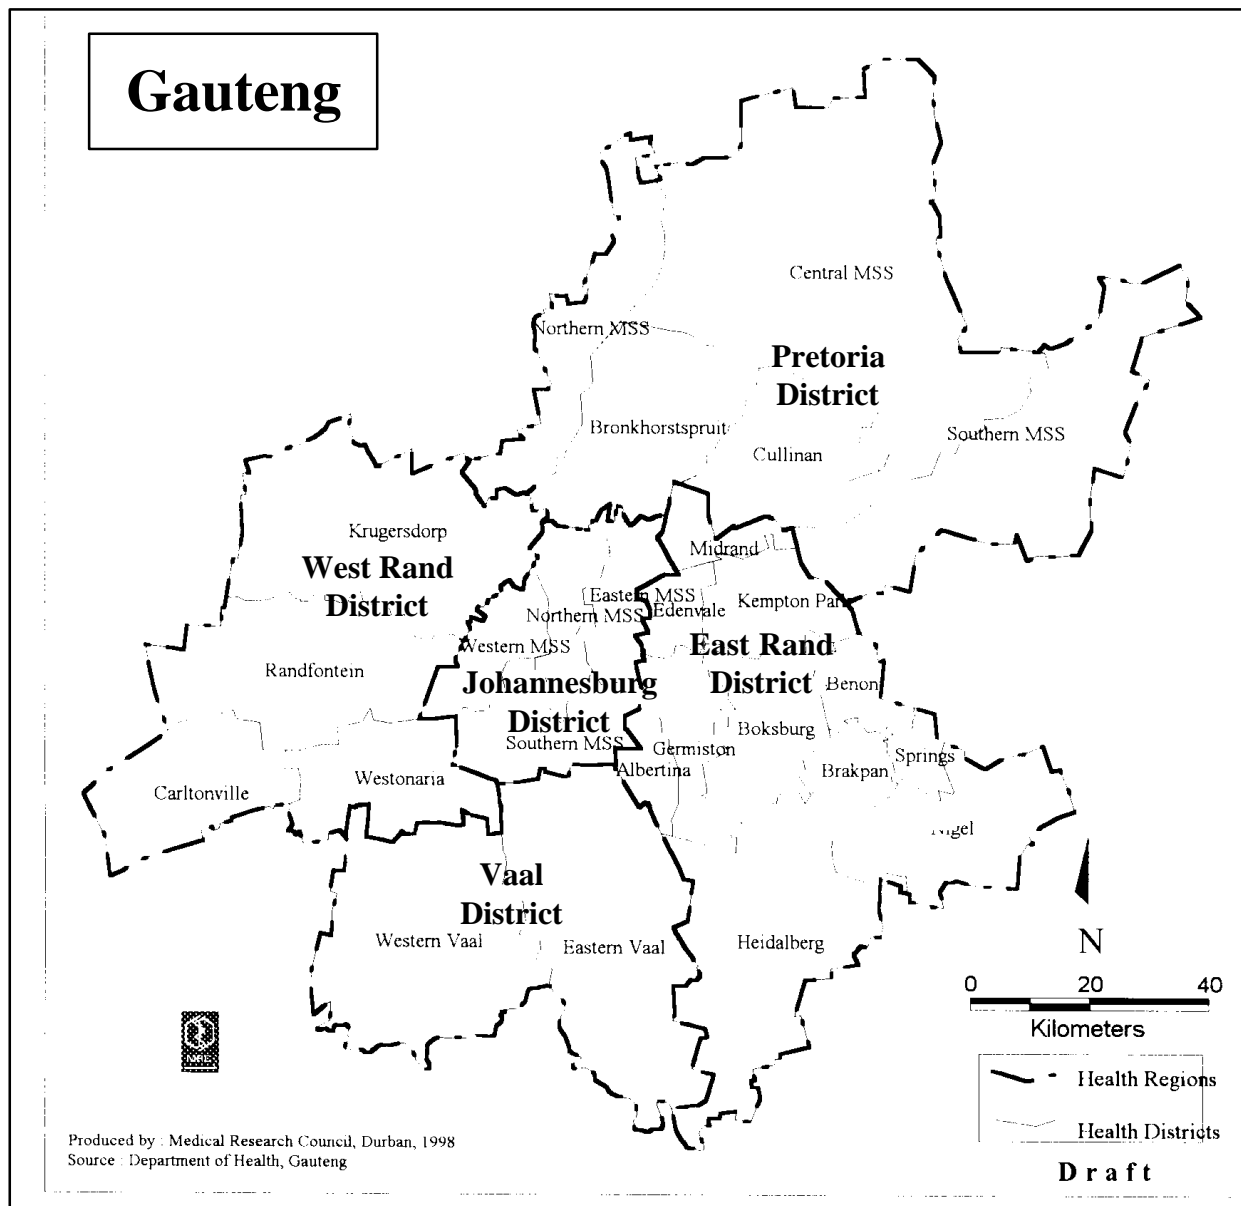 Gauteng
Central MSS
Northern MSS
Pretoria
District
Bronkhorstspruit
Southern MSS
Cullinan
Krugersdorp
Midrand
West Rand
District
Eastern MSS
Kempton Park
Northern MSS
Edenvale
Western MSS
East Rand
District
Randfontein
Johannesburg
District
Benon
Boksburg
Southern MSS
Germiston
Springs
Albertina
Brakpan
Westonaria
Carltonville
Nigel
Vaal
District
Western Vaal
Eastern Vaal
Heidalberg
N
0 20 40
Kilometers
Health Regions
Health Districts
Produced by : Medical Research Council, Durban, 1998
Source : Department of Health, Gauteng
Draft